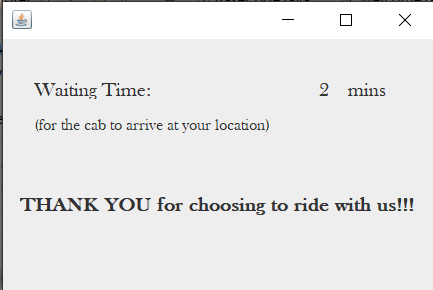 Waiting Time: 2 mins
(for the cab to arrive at your location)
THANK YOU for choosing to ride with us!!!